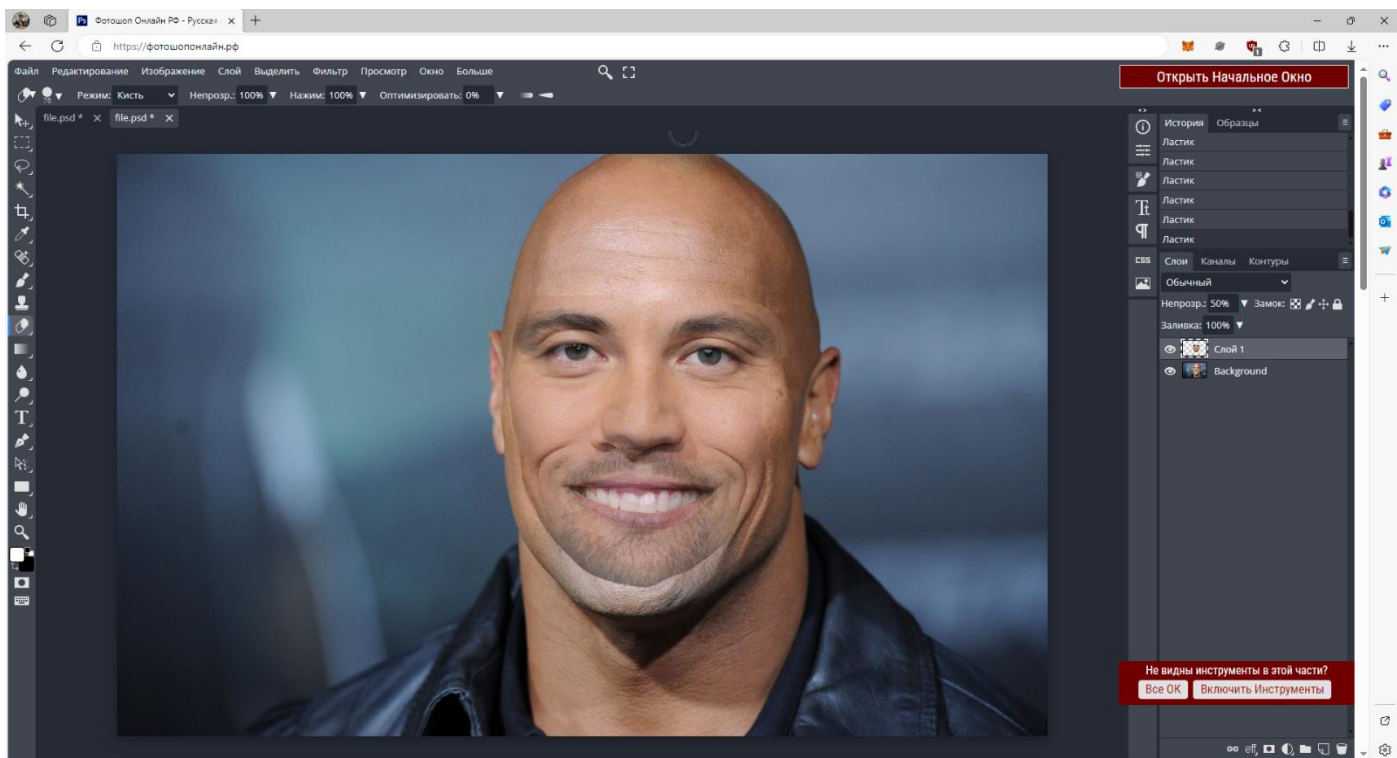 Фотошоп Онлайн РФ - Русская
https://фотошопонлайн.рф
Файл Редактирование Изображение Слой Выделить Фильтр Просмотр Окно Больше
Открыть Начальное Окно
Режим: Кисть Непрозр.: 100% Нажим: 100% Оптимизировать: 0%
file.psd * file.psd *
История Образцы
Ластик
Ластик
Ластик
Ластик
Ластик
Ластик
CSS
Слои Каналы Контуры
Обычный
Непрозр.: 50% Замок:
Заливка: 100%
Слой 1
Background
Не видны инструменты в этой части?
Все ОК Включить Инструменты
eff